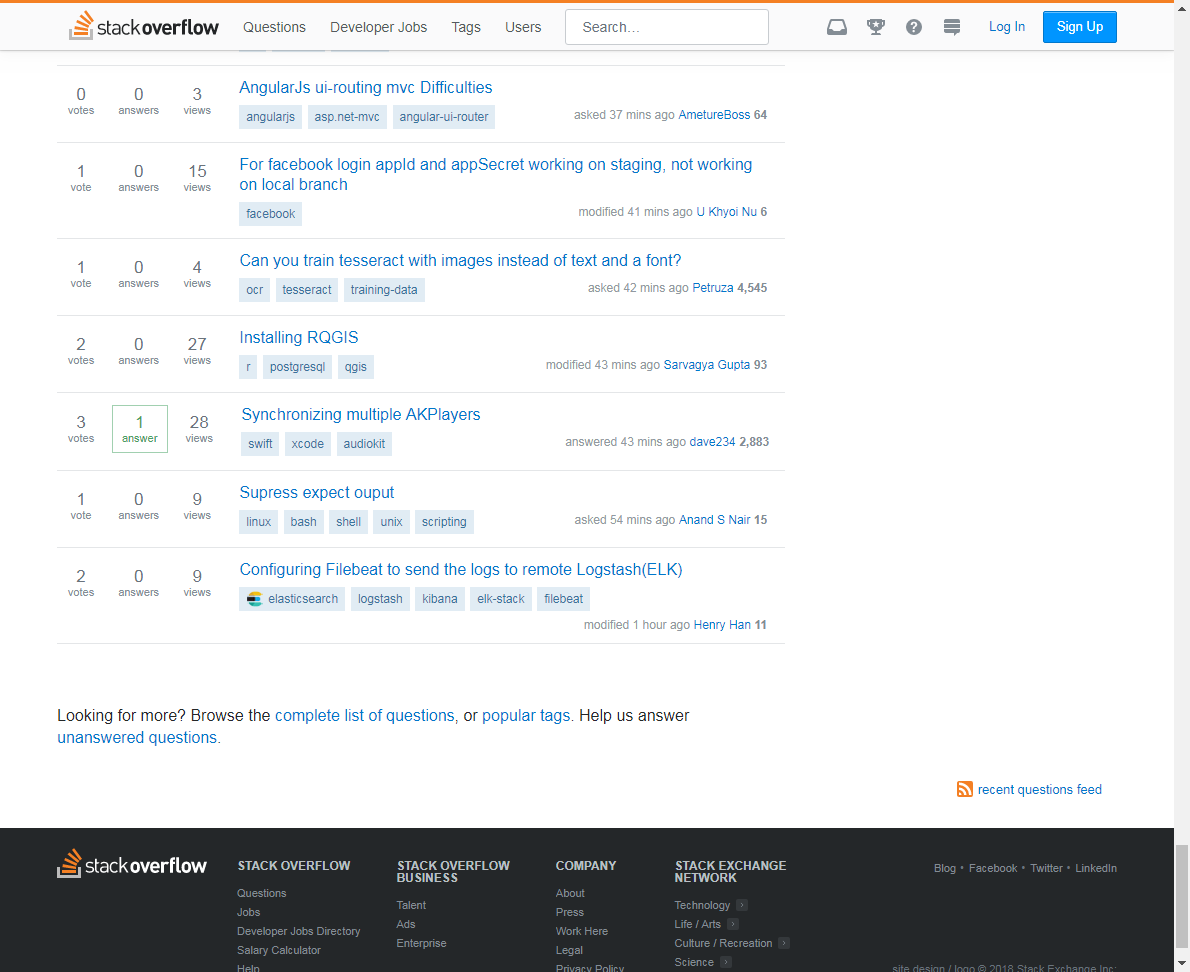 stackoverflow Questions Developer Jobs Tags Users Search... Log In Sign Up
0 votes 0 answers 3 views AngularJs ui-routing mvc Difficulties
angularjs asp.net-mvc angular-ui-router asked 37 mins ago AmetureBoss 64
1 vote 0 answers 15 views For facebook login appId and appSecret working on staging, not working
on local branch
facebook modified 41 mins ago U Khyoi Nu 6
1 vote 0 answers 4 views Can you train tesseract with images instead of text and a font?
ocr tesseract training-data asked 42 mins ago Petruza 4,545
2 votes 0 answers 27 views Installing RQGIS
r postgresql qgis modified 43 mins ago Sarvagya Gupta 93
3 votes 1 answer 28 views Synchronizing multiple AKPlayers
swift xcode audiokit answered 43 mins ago dave234 2,883
1 vote 0 answers 9 views Supress expect ouput
linux bash shell unix scripting asked 54 mins ago Anand S Nair 15
2 votes 0 answers 9 views Configuring Filebeat to send the logs to remote Logstash(ELK)
elasticsearch logstash kibana elk-stack filebeat
modified 1 hour ago Henry Han 11
Looking for more? Browse the complete list of questions, or popular tags. Help us answer
unanswered questions.
recent questions feed
stackoverflow
STACK OVERFLOW
Questions
Jobs
Developer Jobs Directory
Salary Calculator
Help
STACK OVERFLOW
BUSINESS
Talent
Ads
Enterprise
COMPANY
About
Press
Work Here
Legal
Privacy Policy
STACK EXCHANGE
NETWORK
Technology
Life / Arts
Culture / Recreation
Science
Blog • Facebook • Twitter • LinkedIn
site design / logo © 2018 Stack Exchange Inc;